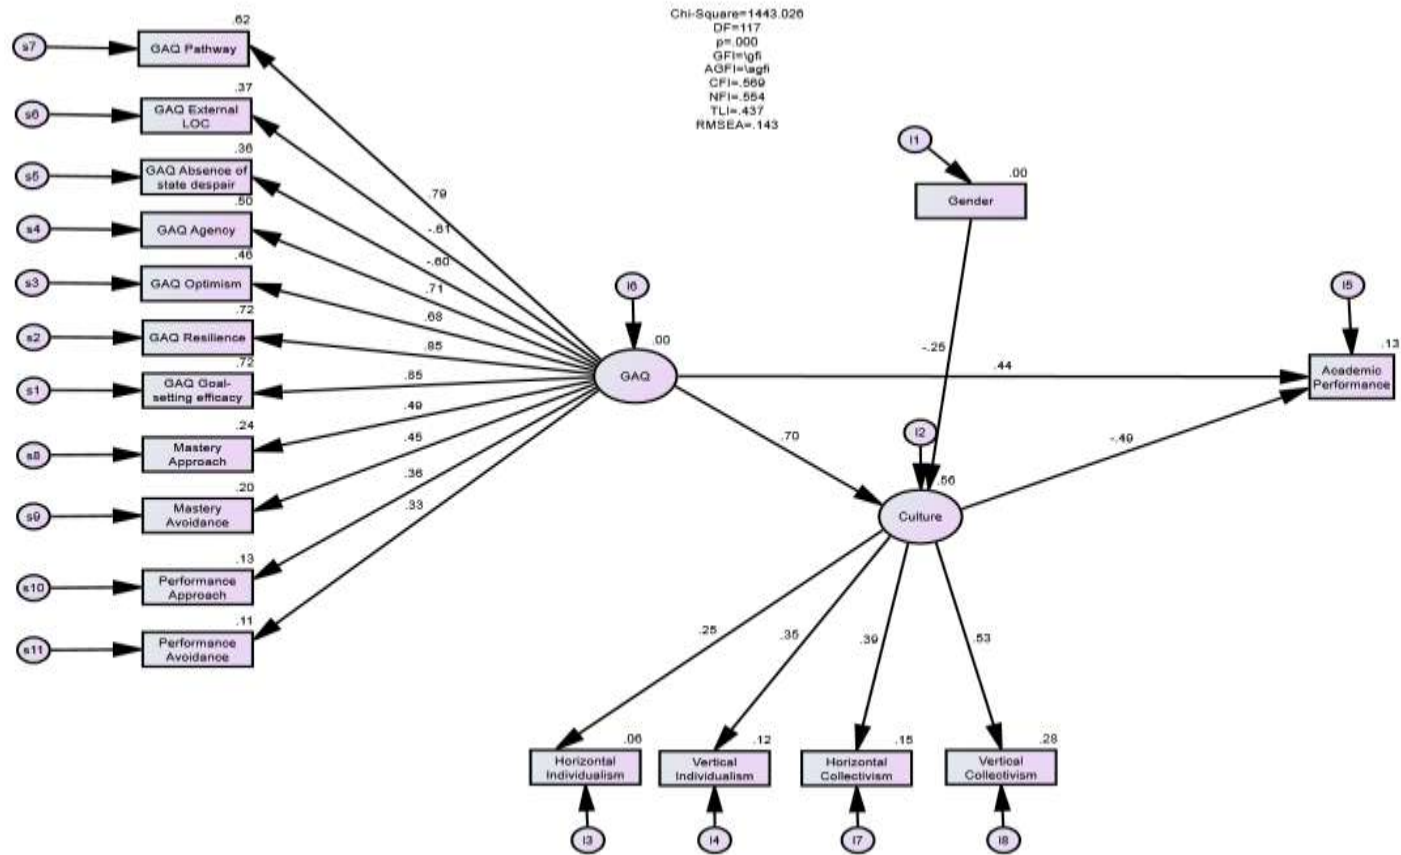 Chi-Square=1443.026
DF=117
p=.000
GFI=\gfi
AGFI=\agfi
CFI=.569
NFI=.554
TLI=.437
RMSEA=.143
.62
s7
GAQ Pathway
.37
s6
GAQ External
LOC
.36
s5
GAQ Absence of
state despair
.50
s4
GAQ Agency
.46
s3
GAQ Optimism
.72
s2
GAQ Resilience
.72
s1
GAQ Goal-
setting efficacy
.24
s8
Mastery
Approach
.20
s9
Mastery
Avoidance
.13
s10
Performance
Approach
.11
s11
Performance
Avoidance
.79
-.61
-.60
.71
.68
.85
.85
.49
.45
.36
.33
I6
.00
GAQ
I1
.00
Gender
-.25
.44
I5
.13
Academic
Performance
.70
-.49
I2
.56
Culture
.25
.35
.39
.53
.06
Horizontal
Individualism
I3
.12
Vertical
Individualism
I4
.15
Horizontal
Collectivism
I7
.28
Vertical
Collectivism
I8